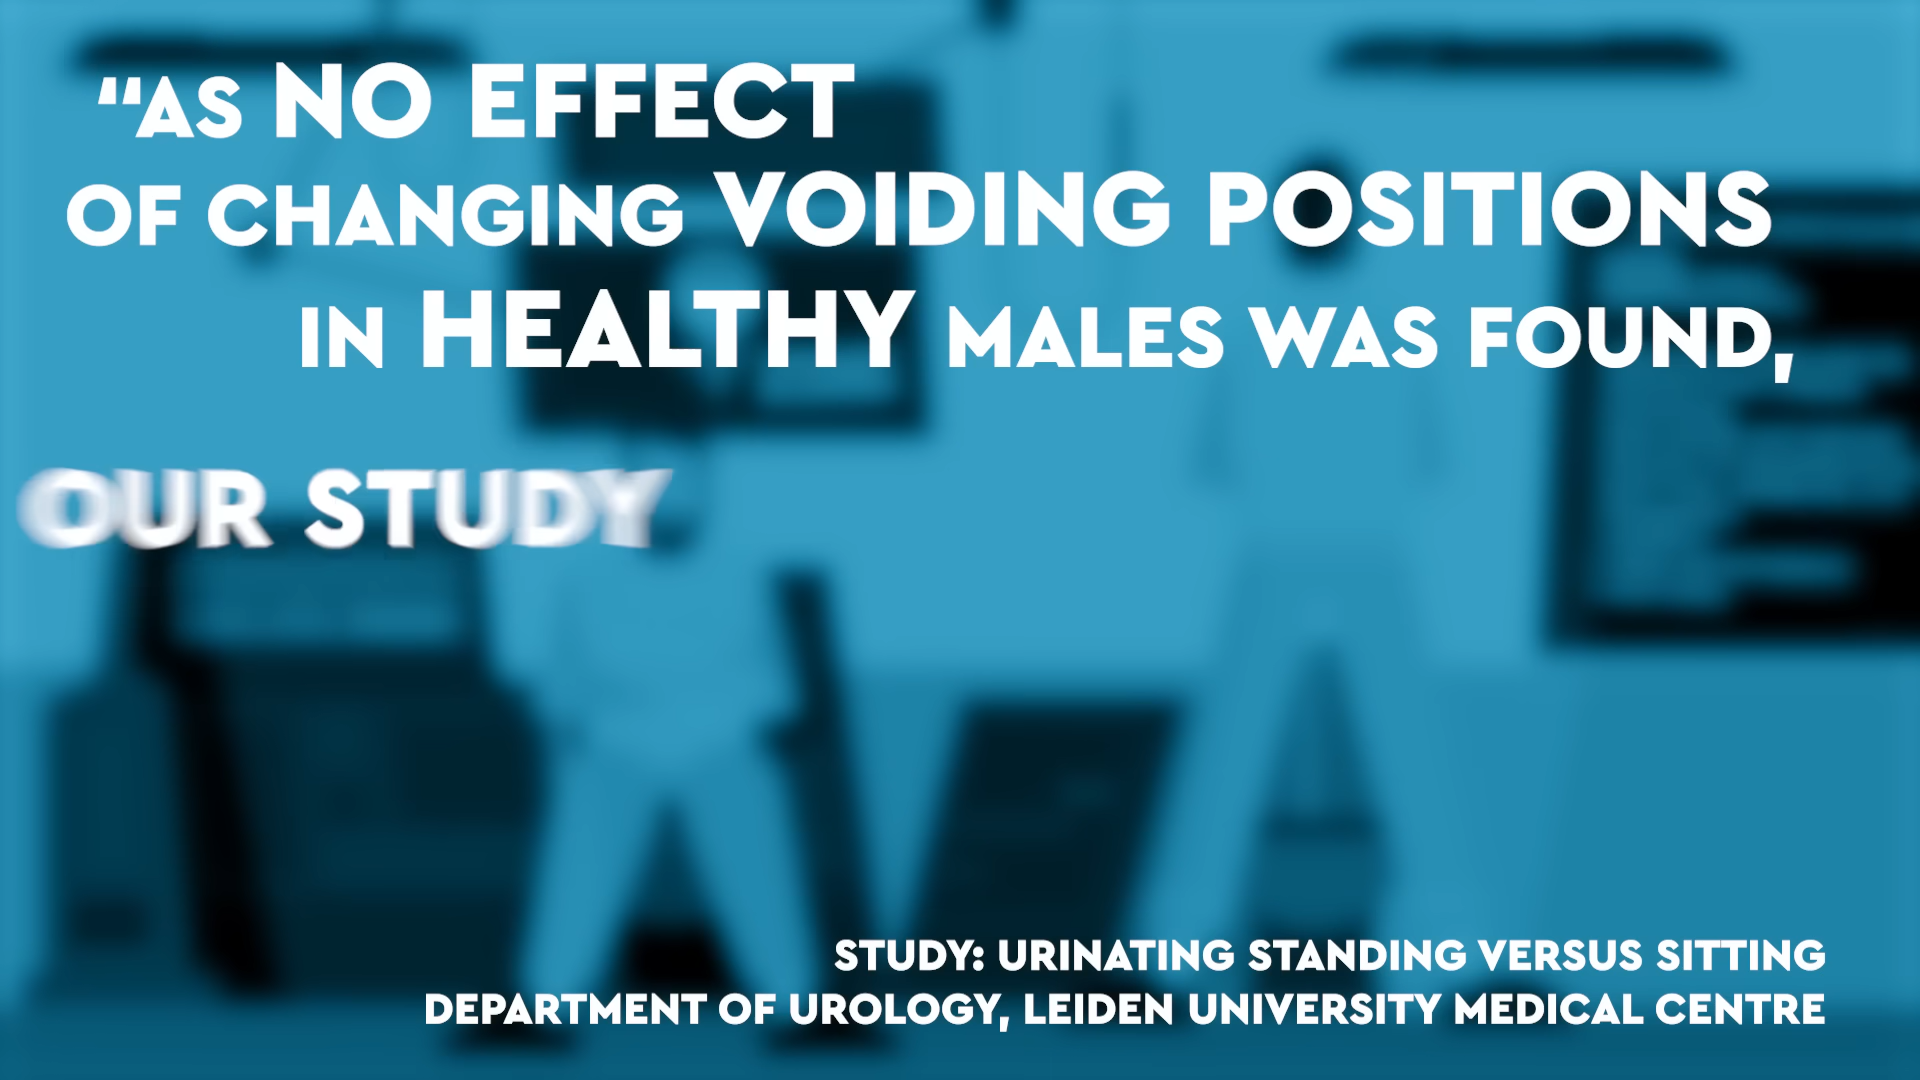 “AS NO EFFECT
OF CHANGING VOIDING POSITIONS
IN HEALTHY MALES WAS FOUND,
OUR STUDY
STUDY: URINATING STANDING VERSUS SITTING
DEPARTMENT OF UROLOGY, LEIDEN UNIVERSITY MEDICAL CENTRE